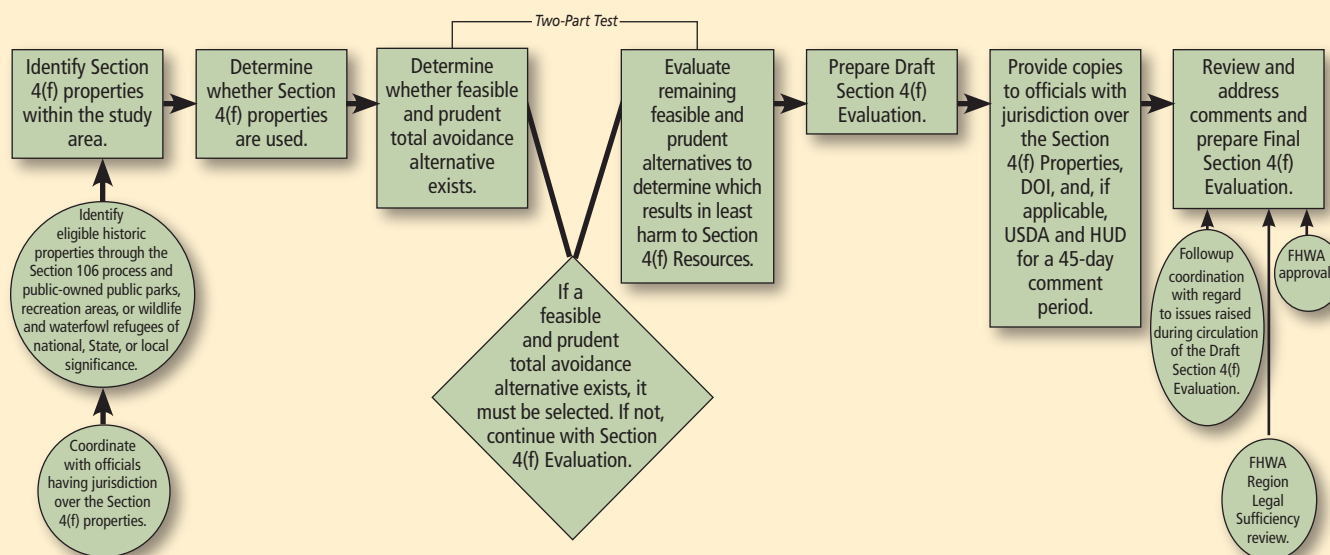 Two-Part Test
Identify Section
4(f) properties
within the study
area.
Determine
whether Section
4(f) properties
are used.
Determine
whether feasible
and prudent
total avoidance
alternative
exists.
Evaluate
remaining
feasible and
prudent
alternatives to
determine which
results in least
harm to Section
4(f) Resources.
Prepare Draft
Section 4(f)
Evaluation.
Provide copies
to officials with
jurisdiction over
the Section
4(f) Properties,
DOI, and, if
applicable,
USDA and HUD
for a 45-day
comment
period.
Review and
address
comments and
prepare Final
Section 4(f)
Evaluation.
Identify
eligible historic
properties through the
Section 106 process and
public-owned public parks,
recreation areas, or wildlife
and waterfowl refugees of
national, State, or local
significance.
Coordinate
with officials
having jurisdiction
over the Section
4(f) properties.
If a
feasible
and prudent
total avoidance
alternative exists, it
must be selected. If not,
continue with Section
4(f) Evaluation.
Followup
coordination
with regard
to issues raised
during circulation
of the Draft
Section 4(f)
Evaluation.
FHWA
approval
FHWA
Region
Legal
Sufficiency
review.